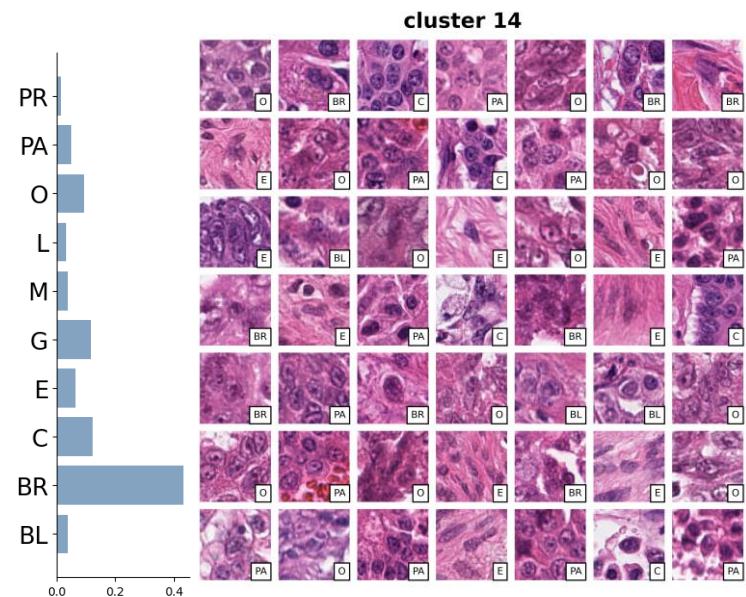 cluster 14
PR
PA
O
L
M
G
E
C
BR
BL
0.0 0.2 0.4
O BR C PA O BR BR
E O PA C PA O O
E BL O E O E PA
BR E PA C BR E C
BR PA BR O BL BL O
O PA O E BR E O
PA O PA E PA C PA